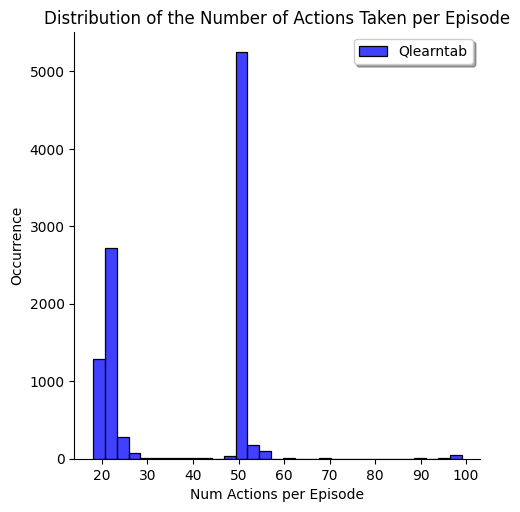 Distribution of the Number of Actions Taken per Episode
Qlearntab
5000
4000
3000
2000
1000
0
Occurrence
20 30 40 50 60 70 80 90 100
Num Actions per Episode